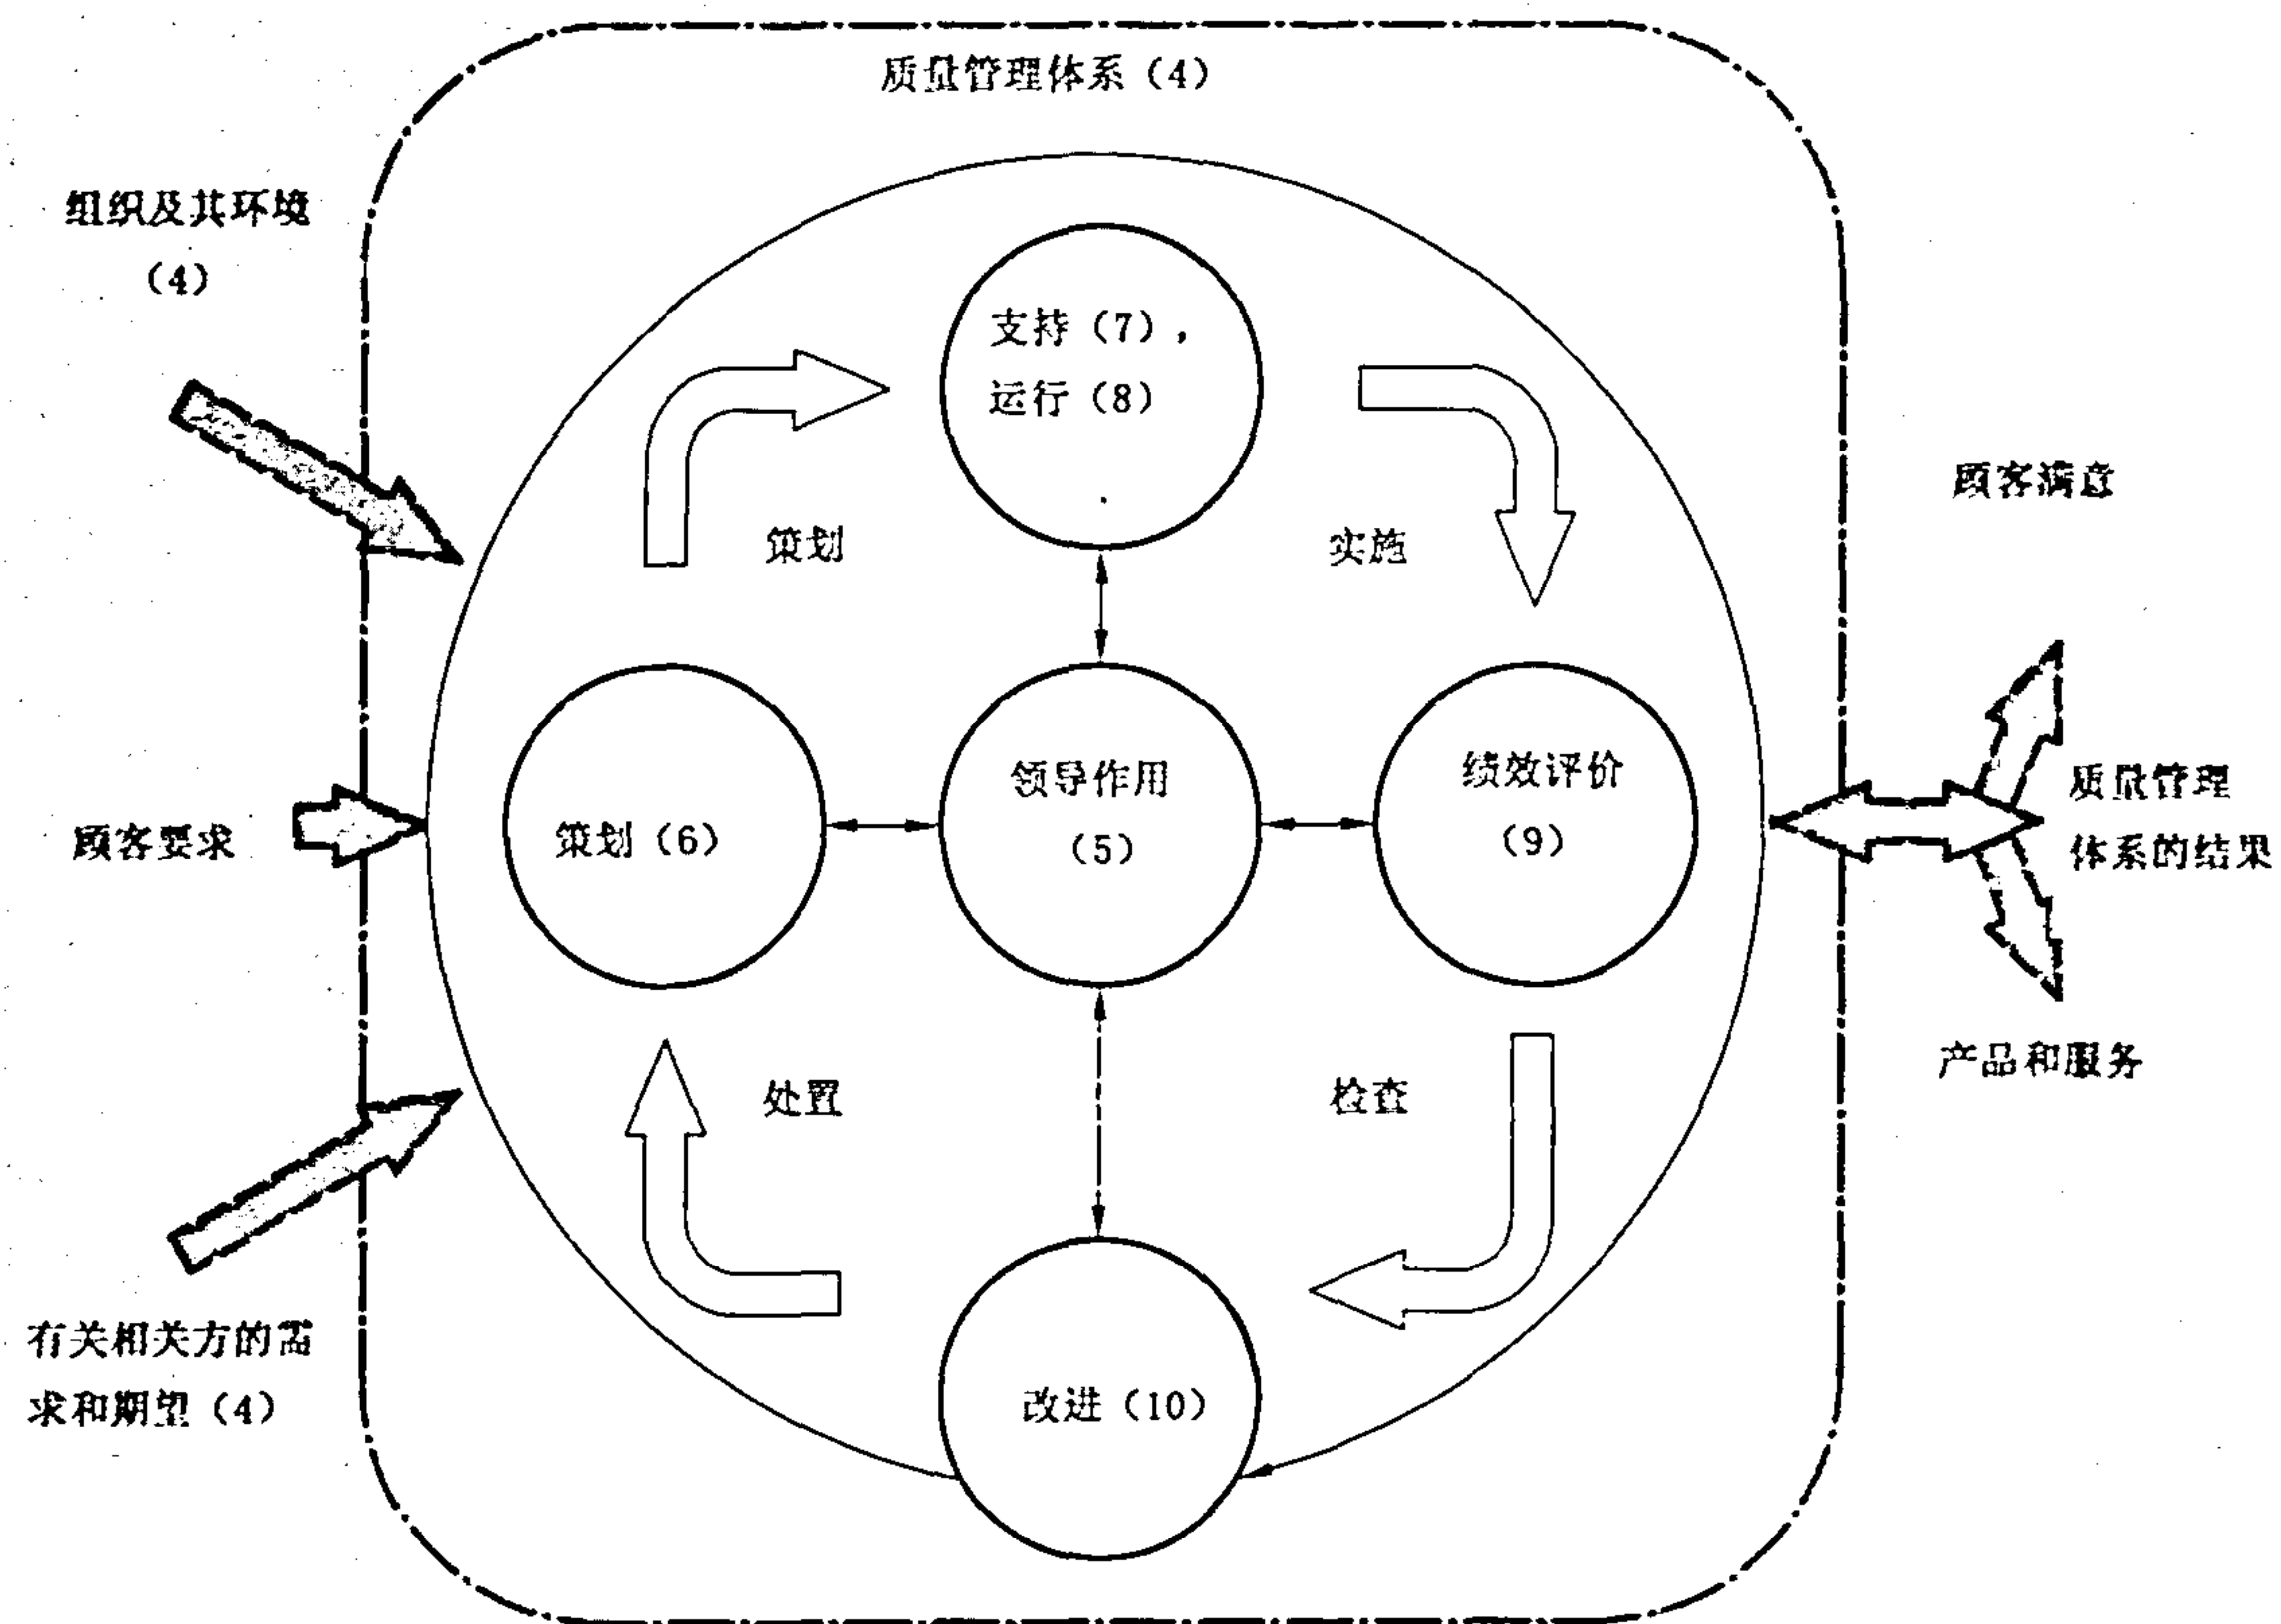 质量管理体系（4）
组织及其环境
（4）
支持（7），
运行（8）
顾客满意
策划
实施
领导作用
（5）
绩效评价
（9）
策划（6）
顾客要求
质量管理
体系的结果
处置
检查
产品和服务
有关相关方的需
求和期望（4）
改进（10）